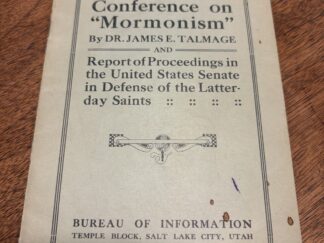 Conference on
"Mormonism"
By DR. JAMES E. TALMAGE
AND
Report of Proceedings in
the United States Senate
in Defense of the Latter-
day Saints :: :: :: ::
BUREAU OF INFORMATION
TEMPLE BLOCK, SALT LAKE CITY, UTAH